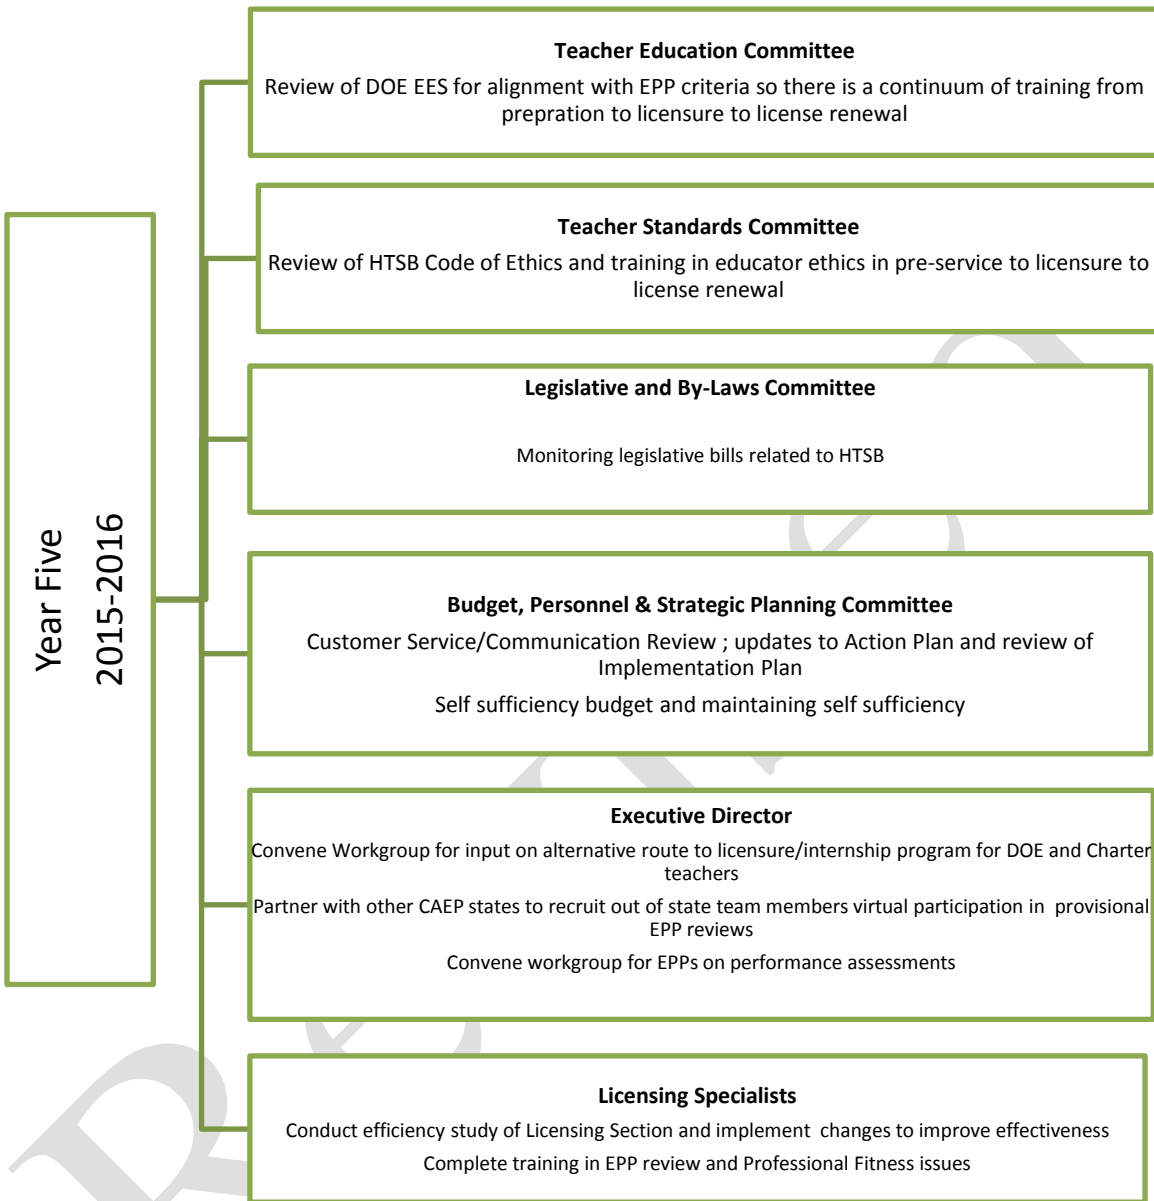 Year Five
2015-2016
Teacher Education Committee
Review of DOE EES for alignment with EPP criteria so there is a continuum of training from
prepration to licensure to license renewal
Teacher Standards Committee
Review of HTSB Code of Ethics and training in educator ethics in pre-service to licensure to
license renewal
Legislative and By-Laws Committee
Monitoring legislative bills related to HTSB
Budget, Personnel & Strategic Planning Committee
Customer Service/Communication Review ; updates to Action Plan and review of
Implementation Plan
Self sufficiency budget and maintaining self sufficiency
Executive Director
Convene Workgroup for input on alternative route to licensure/internship program for DOE and Charter
teachers
Partner with other CAEP states to recruit out of state team members virtual participation in provisional
EPP reviews
Convene workgroup for EPPs on performance assessments
Licensing Specialists
Conduct efficiency study of Licensing Section and implement changes to improve effectiveness
Complete training in EPP review and Professional Fitness issues